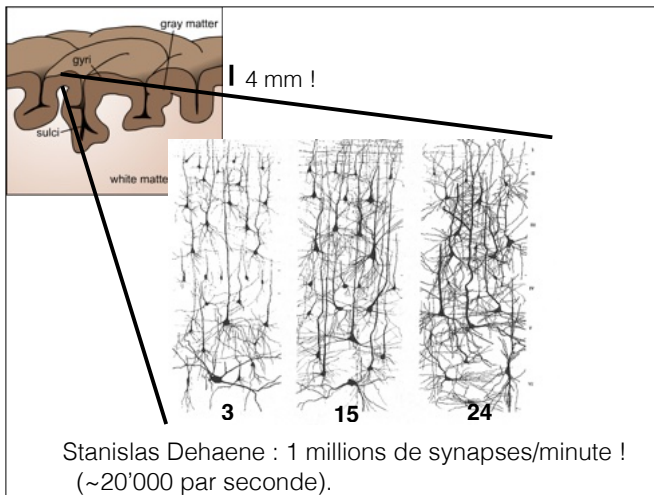 gray matter
gyri
4 mm !
sulci
white matte
3 15 24
Stanislas Dehaene : 1 millions de synapses/minute !
(~20’000 par seconde).